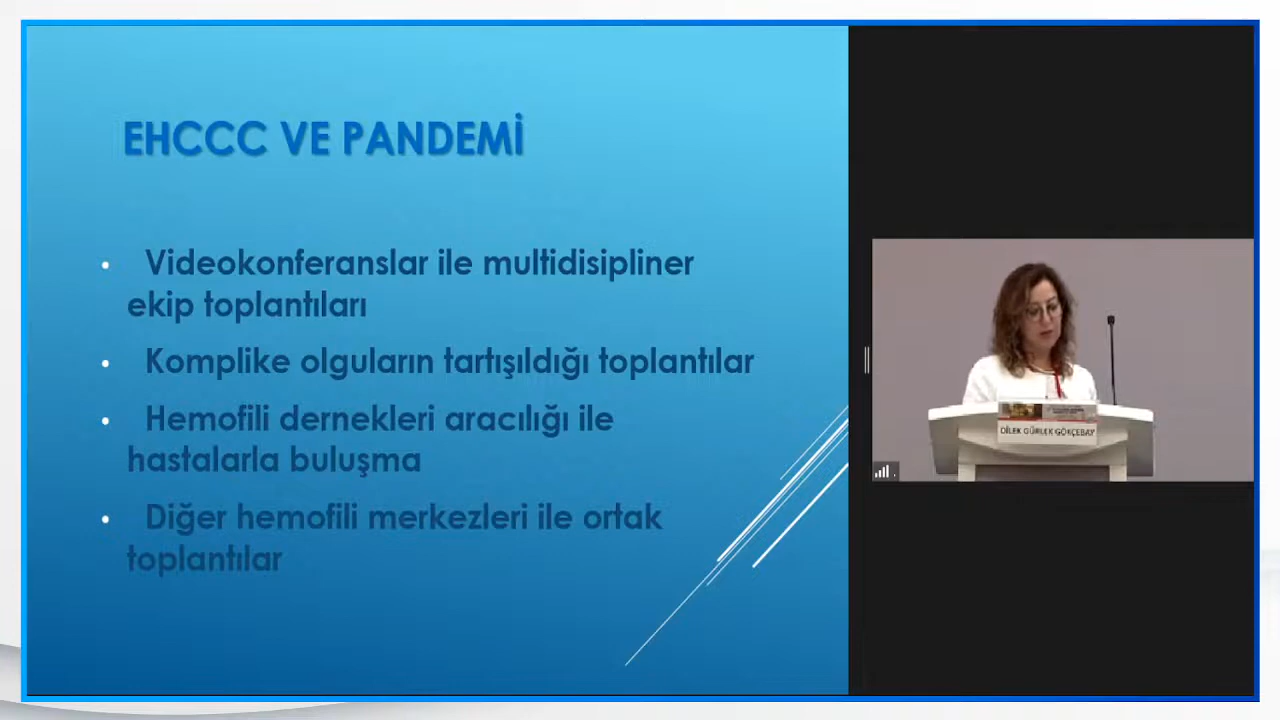 EHCCC VE PANDEMİ
• Videokonferanslar ile multidisipliner
ekip toplantıları
• Komplike olguların tartışıldığı toplantılar
• Hemofili dernekleri aracılığı ile
hastalarla buluşma
• Diğer hemofili merkezleri ile ortak
toplantılar
DİLEK GÜRLEK GÖKÇEBAY